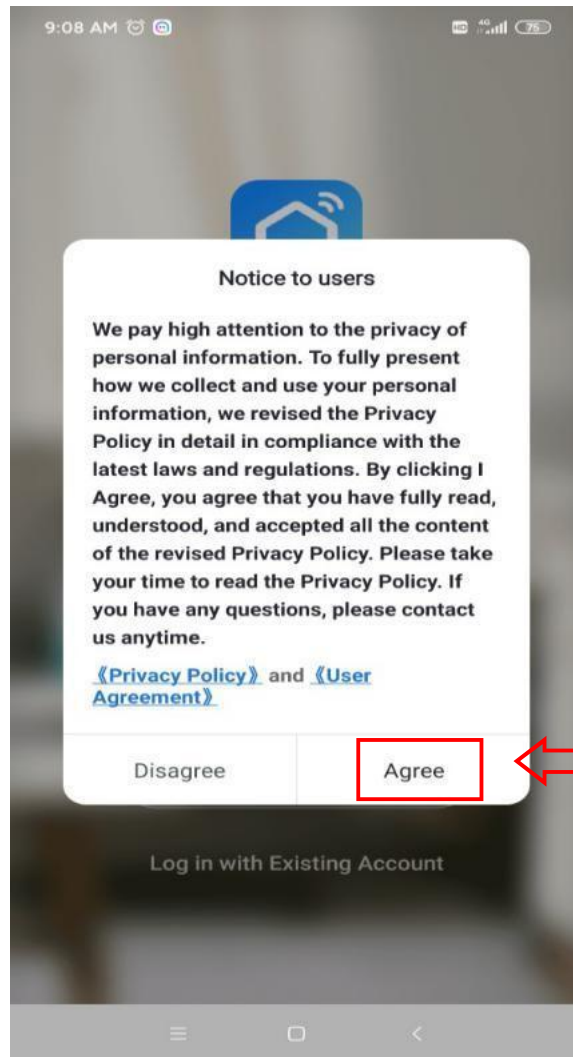 9:08 AM
HD 4G 75
Notice to users
We pay high attention to the privacy of
personal information. To fully present
how we collect and use your personal
information, we revised the Privacy
Policy in detail in compliance with the
latest laws and regulations. By clicking I
Agree, you agree that you have fully read,
understood, and accepted all the content
of the revised Privacy Policy. Please take
your time to read the Privacy Policy. If
you have any questions, please contact
us anytime.
《Privacy Policy》 and 《User
Agreement》
Disagree
Agree
Log in with Existing Account